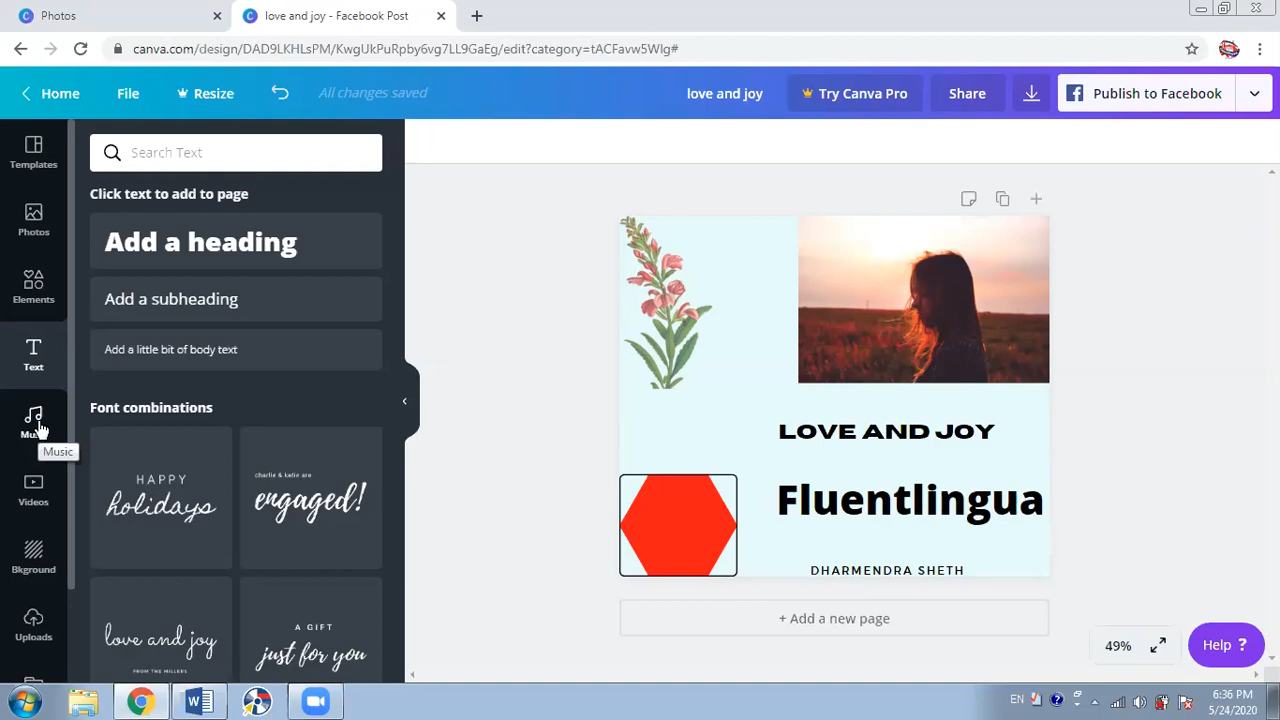 Photos
love and joy - Facebook Post
canva.com/design/DAD9LKHLsPM/KwgUkPuRpby6vg7LL9GaEg/edit?category=tACFavw5WIg#
Home
File
Resize
All changes saved
love and joy
Try Canva Pro
Share
Publish to Facebook
Templates
Photos
Elements
Text
Music
Videos
Bkground
Uploads
Search Text
Click text to add to page
Add a heading
Add a subheading
Add a little bit of body text
Font combinations
HAPPY
holidays
charlie & katie are
engaged!
love and joy
FROM THE MILLERS
A GIFT
just for you
LOVE AND JOY
Fluentlingua
DHARMENDRA SHETH
+ Add a new page
49%
Help ?
EN
6:36 PM
5/24/2020